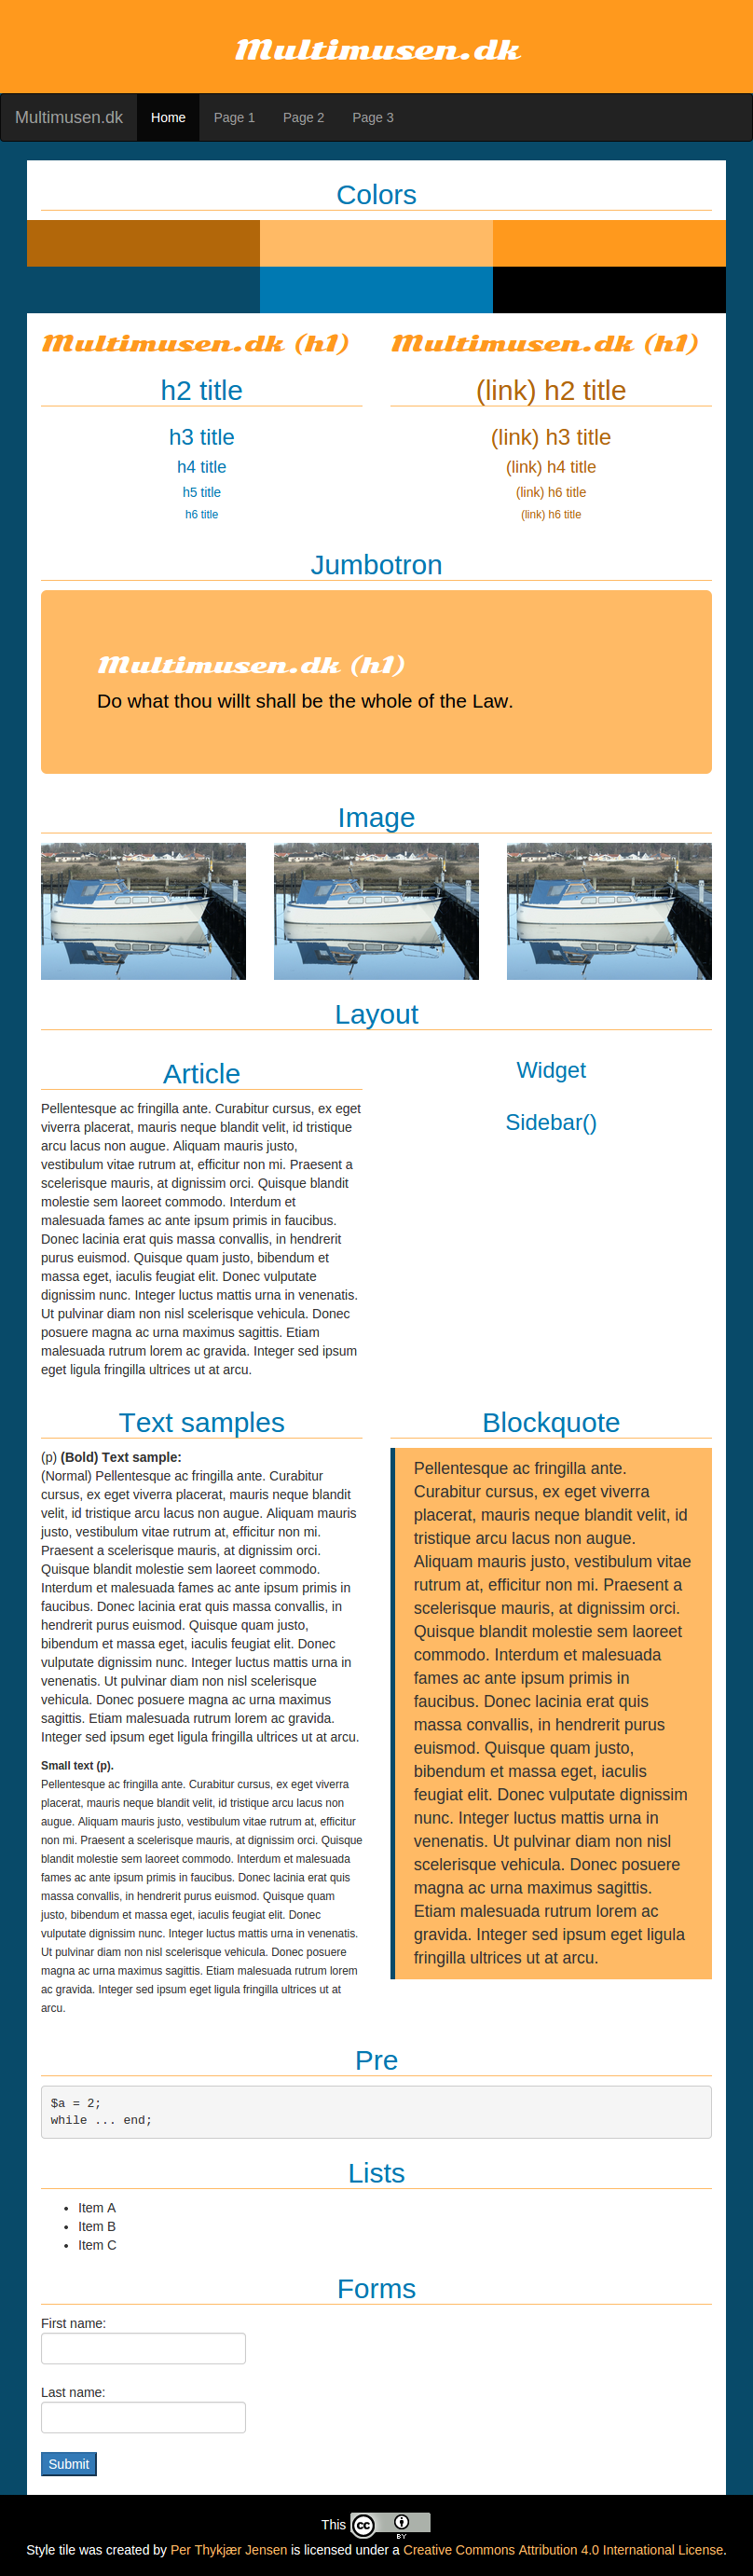 Multimusen.dk
Multimusen.dk Home Page 1 Page 2 Page 3
Colors
Multimusen.dk (h1)
h2 title
h3 title
h4 title
h5 title
h6 title
Multimusen.dk (h1)
(link) h2 title
(link) h3 title
(link) h4 title
(link) h6 title
(link) h6 title
Jumbotron
Multimusen.dk (h1)
Do what thou willt shall be the whole of the Law.
Image
Layout
Article
Pellentesque ac fringilla ante. Curabitur cursus, ex eget
viverra placerat, mauris neque blandit velit, id tristique
arcu lacus non augue. Aliquam mauris justo,
vestibulum vitae rutrum at, efficitur non mi. Praesent a
scelerisque mauris, at dignissim orci. Quisque blandit
molestie sem laoreet commodo. Interdum et
malesuada fames ac ante ipsum primis in faucibus.
Donec lacinia erat quis massa convallis, in hendrerit
purus euismod. Quisque quam justo, bibendum et
massa eget, iaculis feugiat elit. Donec vulputate
dignissim nunc. Integer luctus mattis urna in venenatis.
Ut pulvinar diam non nisl scelerisque vehicula. Donec
posuere magna ac urna maximus sagittis. Etiam
malesuada rutrum lorem ac gravida. Integer sed ipsum
eget ligula fringilla ultrices ut at arcu.
Widget
Sidebar()
Text samples
(p) (Bold) Text sample:
(Normal) Pellentesque ac fringilla ante. Curabitur
cursus, ex eget viverra placerat, mauris neque blandit
velit, id tristique arcu lacus non augue. Aliquam mauris
justo, vestibulum vitae rutrum at, efficitur non mi.
Praesent a scelerisque mauris, at dignissim orci.
Quisque blandit molestie sem laoreet commodo.
Interdum et malesuada fames ac ante ipsum primis in
faucibus. Donec lacinia erat quis massa convallis, in
hendrerit purus euismod. Quisque quam justo,
bibendum et massa eget, iaculis feugiat elit. Donec
vulputate dignissim nunc. Integer luctus mattis urna in
venenatis. Ut pulvinar diam non nisl scelerisque
vehicula. Donec posuere magna ac urna maximus
sagittis. Etiam malesuada rutrum lorem ac gravida.
Integer sed ipsum eget ligula fringilla ultrices ut at arcu.
Small text (p).
Pellentesque ac fringilla ante. Curabitur cursus, ex eget viverra
placerat, mauris neque blandit velit, id tristique arcu lacus non
augue. Aliquam mauris justo, vestibulum vitae rutrum at, efficitur
non mi. Praesent a scelerisque mauris, at dignissim orci. Quisque
blandit molestie sem laoreet commodo. Interdum et malesuada
fames ac ante ipsum primis in faucibus. Donec lacinia erat quis
massa convallis, in hendrerit purus euismod. Quisque quam
justo, bibendum et massa eget, iaculis feugiat elit. Donec
vulputate dignissim nunc. Integer luctus mattis urna in venenatis.
Ut pulvinar diam non nisl scelerisque vehicula. Donec posuere
magna ac urna maximus sagittis. Etiam malesuada rutrum lorem
ac gravida. Integer sed ipsum eget ligula fringilla ultrices ut at
arcu.
Blockquote
Pellentesque ac fringilla ante.
Curabitur cursus, ex eget viverra
placerat, mauris neque blandit velit, id
tristique arcu lacus non augue.
Aliquam mauris justo, vestibulum vitae
rutrum at, efficitur non mi. Praesent a
scelerisque mauris, at dignissim orci.
Quisque blandit molestie sem laoreet
commodo. Interdum et malesuada
fames ac ante ipsum primis in
faucibus. Donec lacinia erat quis
massa convallis, in hendrerit purus
euismod. Quisque quam justo,
bibendum et massa eget, iaculis
feugiat elit. Donec vulputate dignissim
nunc. Integer luctus mattis urna in
venenatis. Ut pulvinar diam non nisl
scelerisque vehicula. Donec posuere
magna ac urna maximus sagittis.
Etiam malesuada rutrum lorem ac
gravida. Integer sed ipsum eget ligula
fringilla ultrices ut at arcu.
Pre
$a = 2;
while ... end;
Lists
• Item A
• Item B
• Item C
Forms
First name:
Last name:
Submit
This cc BY
Style tile was created by Per Thykjær Jensen is licensed under a Creative Commons Attribution 4.0 International License.